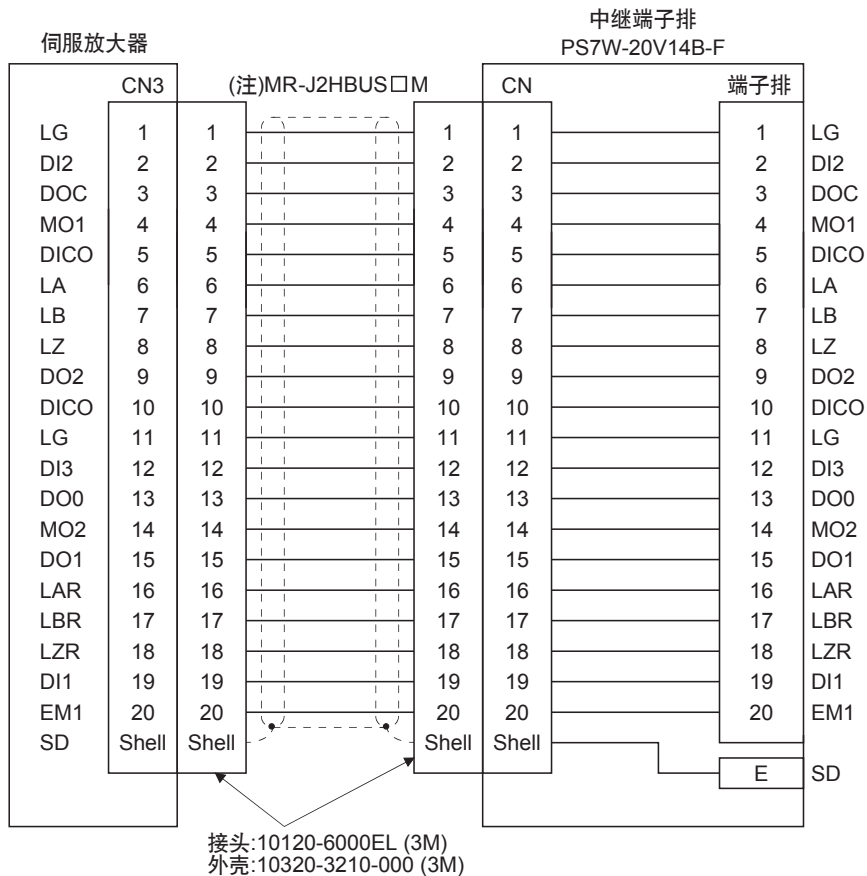 中继端子排
伺服放大器 PS7W-20V14B-F
CN3 (注)MR-J2HBUS□M CN 端子排
LG 1 1 1 1 1 LG
DI2 2 2 2 2 2 DI2
DOC 3 3 3 3 3 DOC
MO1 4 4 4 4 4 MO1
DICO 5 5 5 5 5 DICO
LA 6 6 6 6 6 LA
LB 7 7 7 7 7 LB
LZ 8 8 8 8 8 LZ
DO2 9 9 9 9 9 DO2
DICO 10 10 10 10 10 DICO
LG 11 11 11 11 11 LG
DI3 12 12 12 12 12 DI3
DO0 13 13 13 13 13 DO0
MO2 14 14 14 14 14 MO2
DO1 15 15 15 15 15 DO1
LAR 16 16 16 16 16 LAR
LBR 17 17 17 17 17 LBR
LZR 18 18 18 18 18 LZR
DI1 19 19 19 19 19 DI1
EM1 20 20 20 20 20 EM1
SD Shell Shell Shell Shell
E SD
接头:10120-6000EL (3M)
外壳:10320-3210-000 (3M)